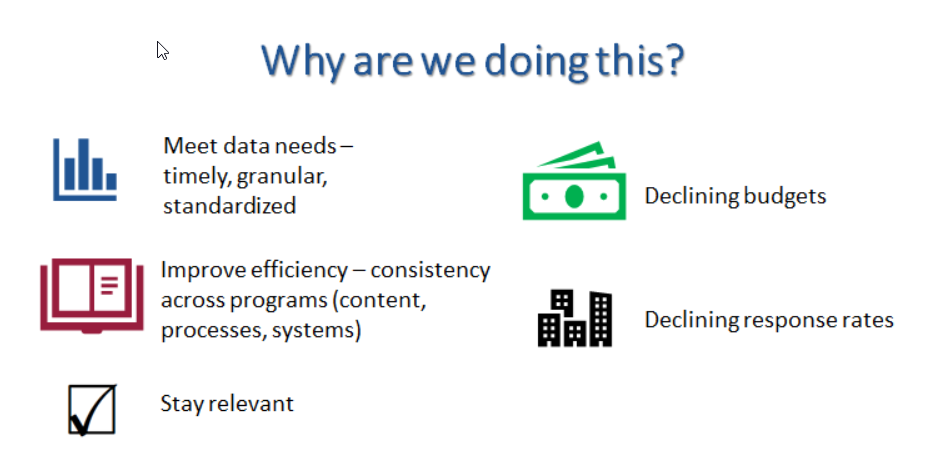 Why are we doing this?
Meet data needs –
timely, granular,
standardized
Improve efficiency – consistency
across programs (content,
processes, systems)
Stay relevant
Declining budgets
Declining response rates